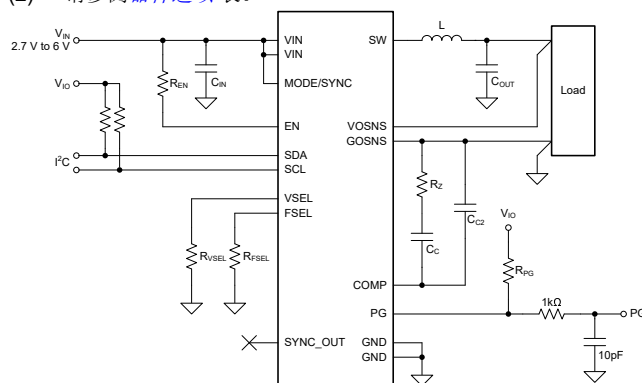 V_IN
2.7 V to 6 V
V_IO
I²C
R_EN
C_IN
R_VSEL
R_FSEL
VIN
VIN
MODE/SYNC
EN
SDA
SCL
VSEL
FSEL
SYNC_OUT
SW
VOSNS
GOSNS
COMP
PG
GND
GND
L
C_OUT
Load
R_Z
C_C
C_C2
V_IO
R_PG
1kΩ
10pF